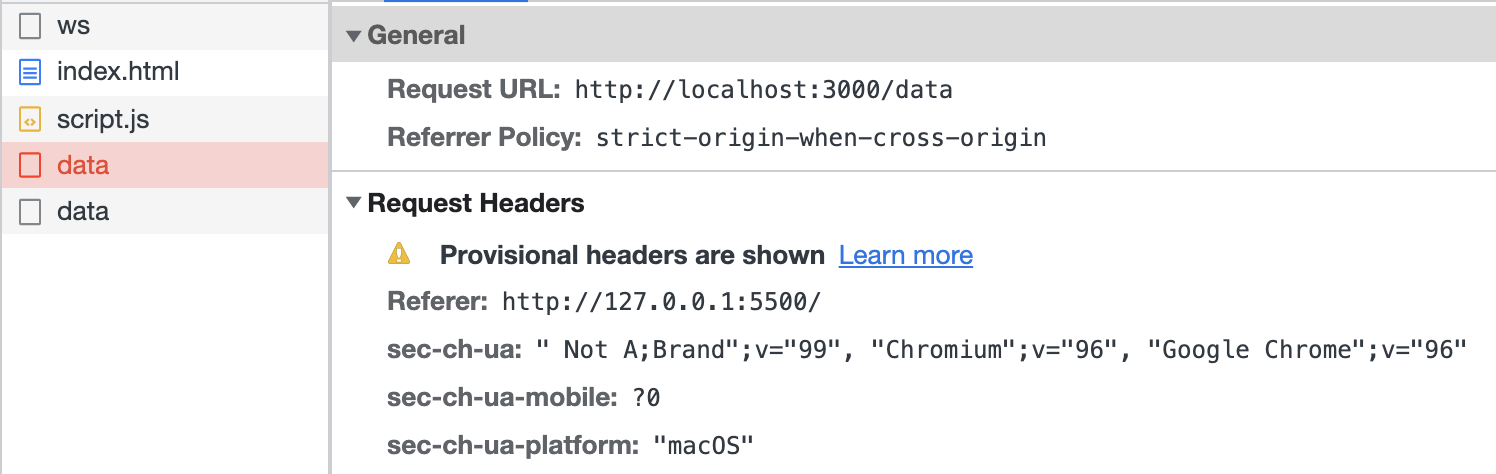 ws
index.html
script.js
data
data
General
Request URL: http://localhost:3000/data
Referrer Policy: strict-origin-when-cross-origin
Request Headers
Provisional headers are shown Learn more
Referer: http://127.0.0.1:5500/
sec-ch-ua: " Not A;Brand";v="99", "Chromium";v="96", "Google Chrome";v="96"
sec-ch-ua-mobile: ?0
sec-ch-ua-platform: "macOS"